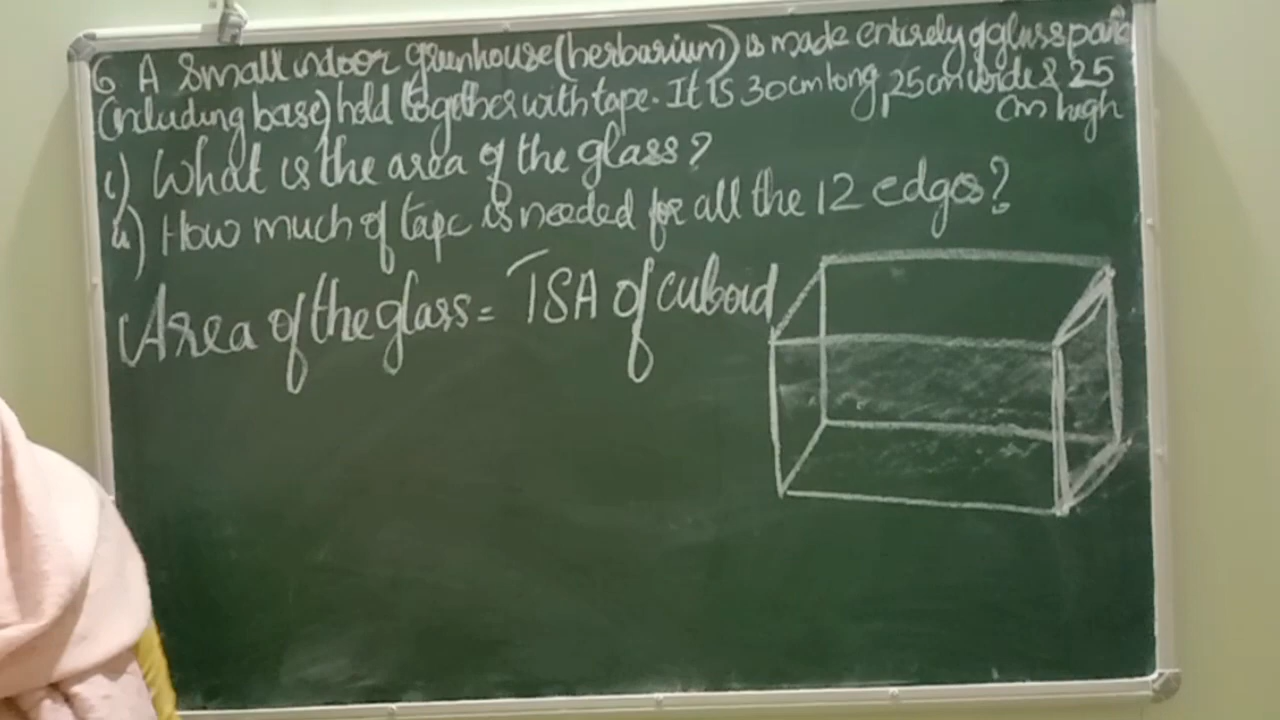 6 A Small indoor greenhouse (herbarium) is made entirely of glass pane
(including base) held together with tape. It is 30cm long, 25cm wide & 25
cm high
i) What is the area of the glass?
ii) How much of tape is needed for all the 12 edges?
Area of the glass = TSA of cuboid